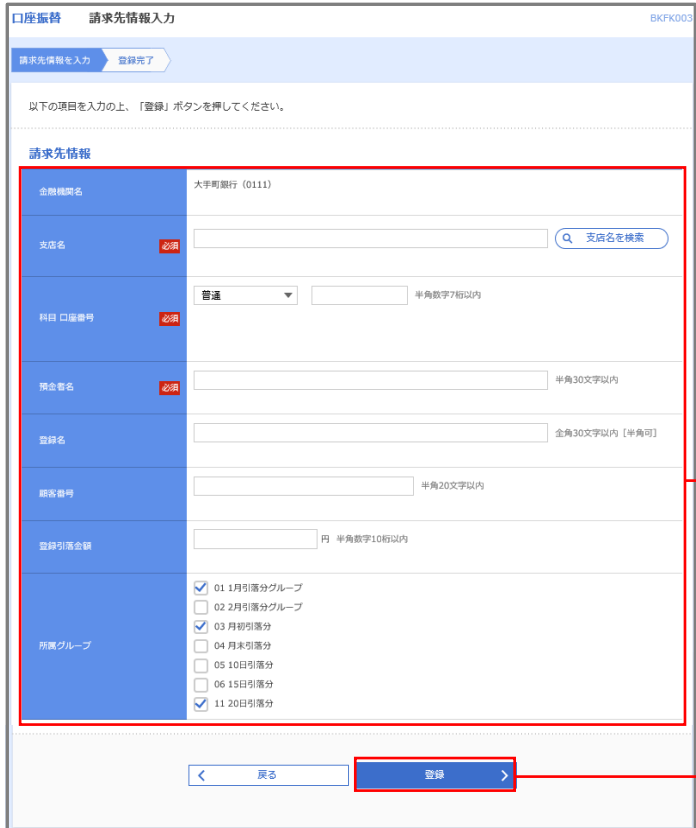 口座振替 請求先情報入力 BKFK003
請求先情報を入力 登録完了
以下の項目を入力の上、「登録」ボタンを押してください。
請求先情報
金融機関名 大手町銀行（0111）
支店名 必須 支店名を検索
科目 口座番号 必須 普通 半角数字7桁以内
預金者名 必須 半角30文字以内
登録名 全角30文字以内［半角可］
顧客番号 半角20文字以内
登録引落金額 円 半角数字10桁以内
所属グループ
01 1月引落分グループ
02 2月引落分グループ
03 月初引落分
04 月末引落分
05 10日引落分
06 15日引落分
11 20日引落分
戻る 登録